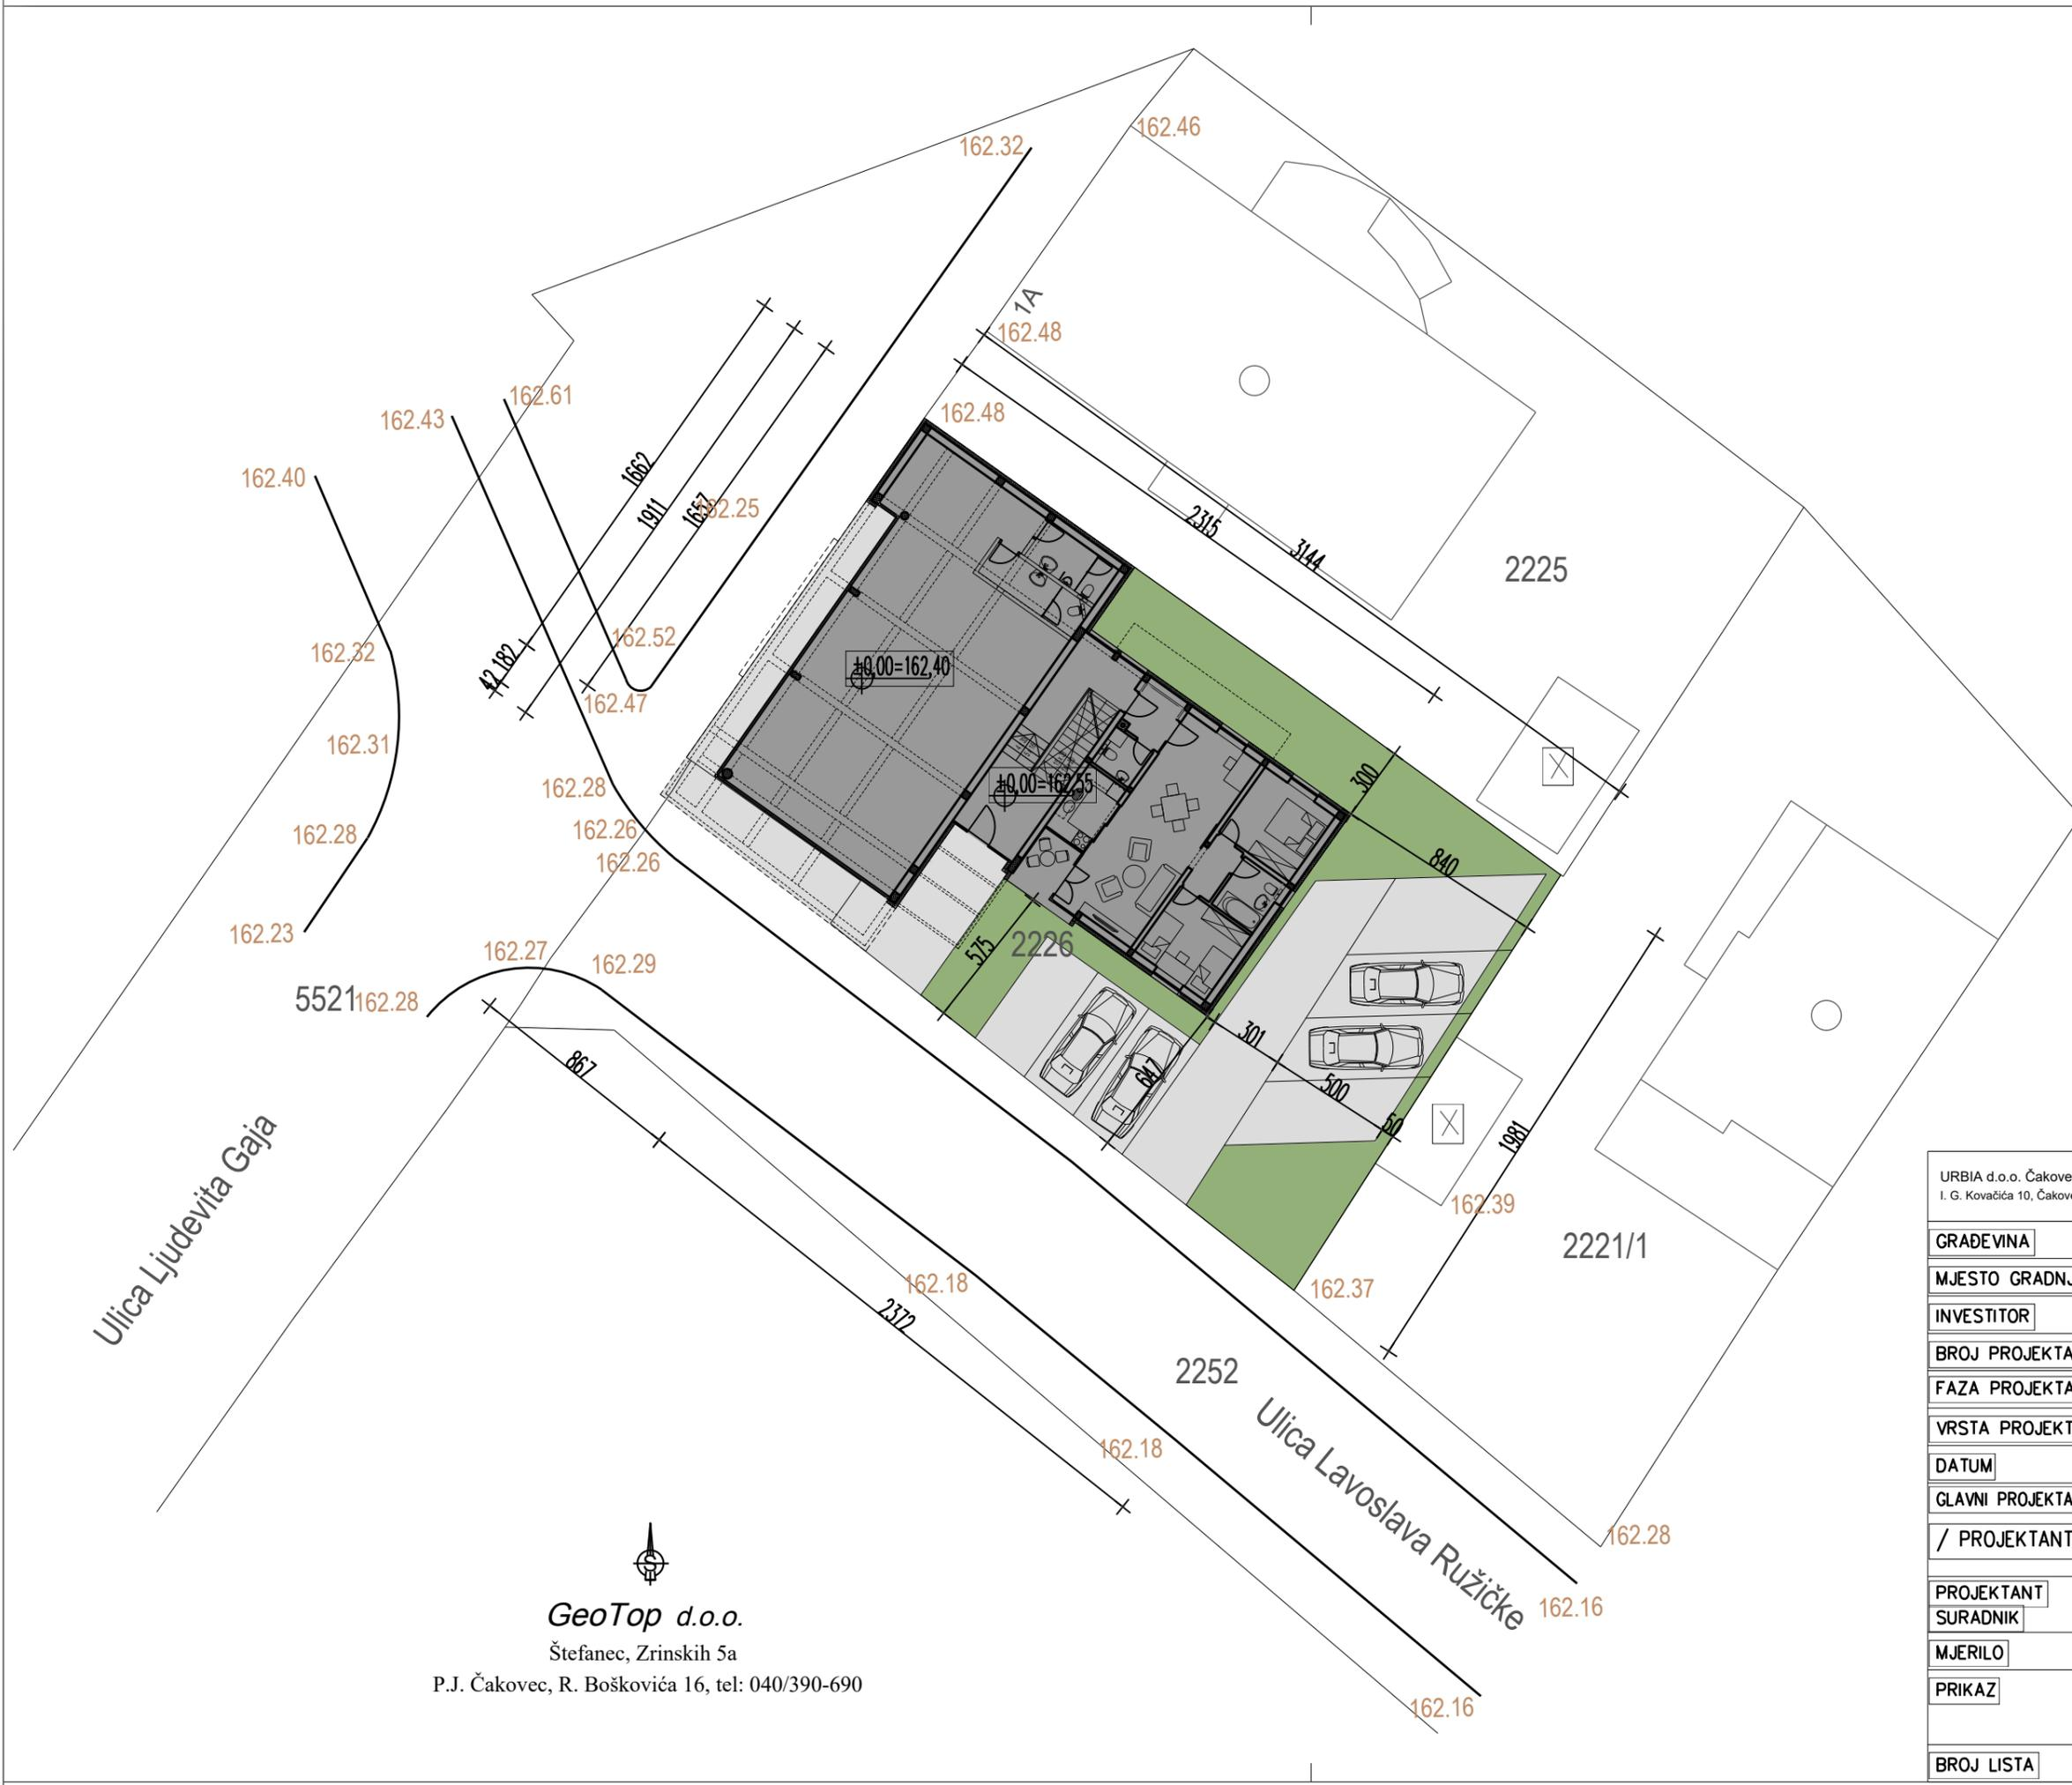 162.46
162.32
1A
162.48
162.61
162.43
162.48
162.40
1662
1911
1657
162.25
2315
3144
2225
162.52
162.32
±0,00=162,40
42 182
162.47
162.31
300
162.28
±0,00=162,55
162.26
162.28
162.26
840
162.23
2226
575
162.27
162.29
5521
162.28
301
867
647
500
50
1981
Ulica Ljudevita Gaja
162.39
2221/1
162.37
162.18
2372
2252
162.18
Ulica Lavoslava Ružičke
162.28
162.16
162.16
S
GeoTop d.o.o.
Štefanec, Zrinskih 5a
P.J. Čakovec, R. Boškovića 16, tel: 040/390-690
URBIA d.o.o. Čakove
I. G. Kovačića 10, Čakov
GRAĐEVINA
MJESTO GRADNJ
INVESTITOR
BROJ PROJEKTA
FAZA PROJEKTA
VRSTA PROJEKT
DATUM
GLAVNI PROJEKTA
/ PROJEKTANT
PROJEKTANT
SURADNIK
MJERILO
PRIKAZ
BROJ LISTA